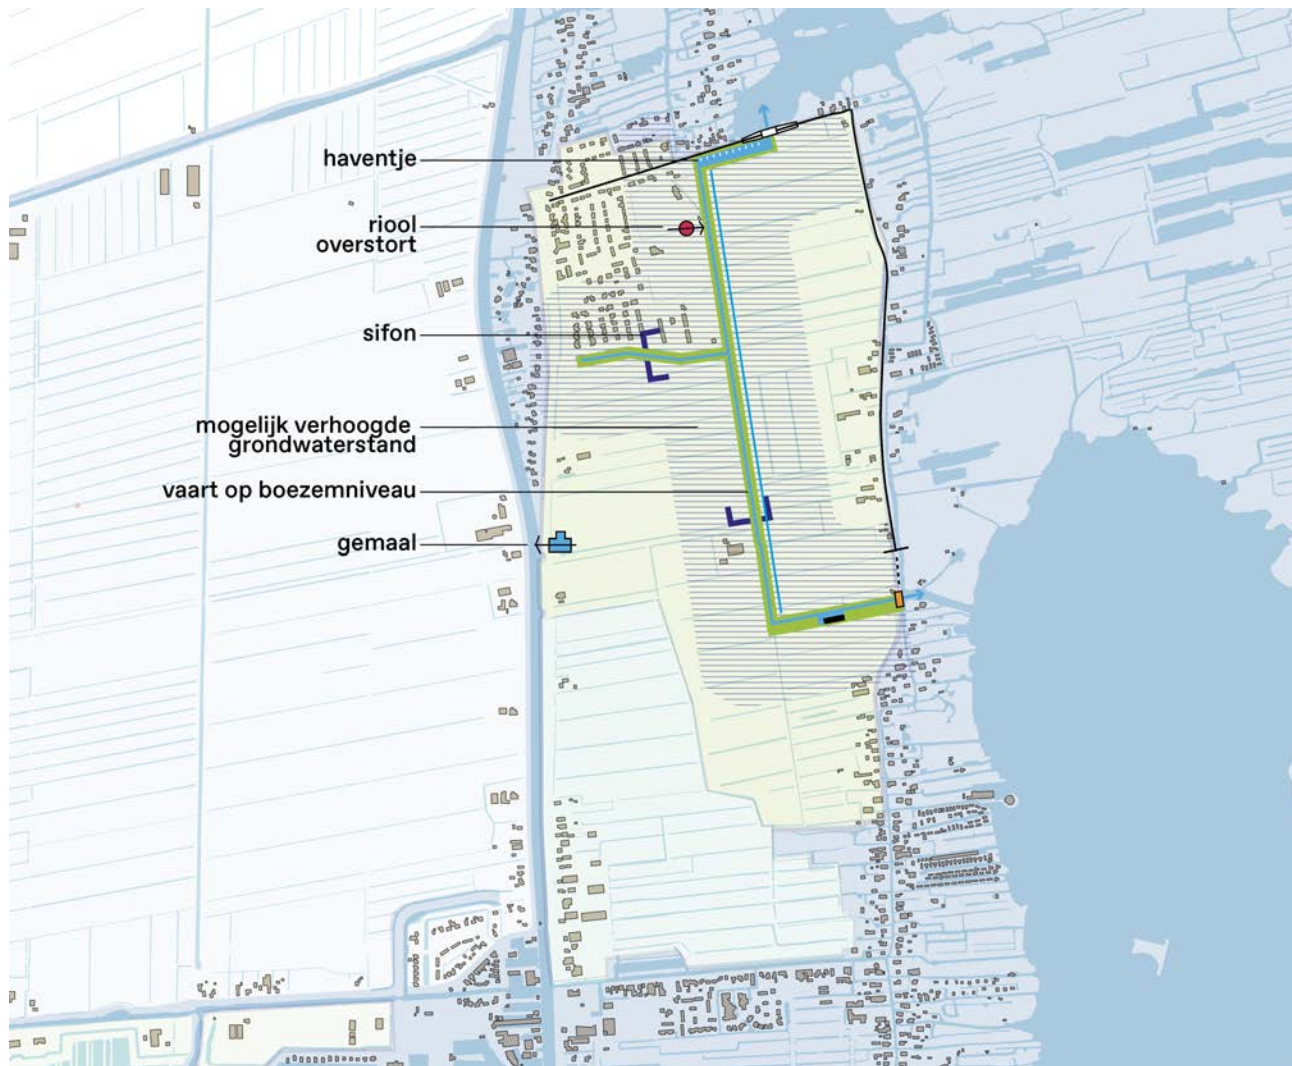 haventje
riool
overstort
sifon
mogelijk verhoogde
grondwaterstand
vaart op boezemniveau
gemaal